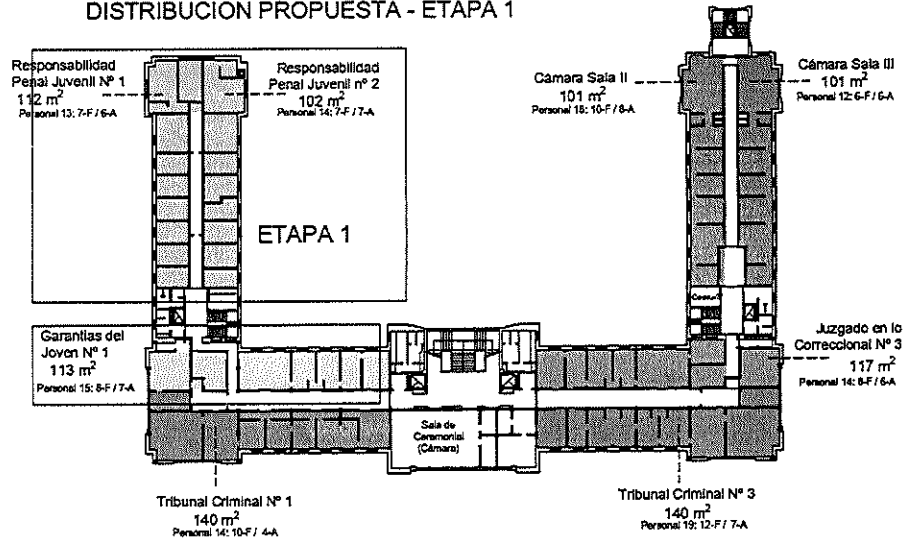 DISTRIBUCION PROPUESTA - ETAPA 1
Responsabilidad
Penal Juvenil Nº 1
112 m²
Personal 13: 7-F / 6-A
Responsabilidad
Penal Juvenil nº 2
102 m²
Personal 14: 7-F / 7-A
Cámara Sala II
101 m²
Personal 18: 10-F / 8-A
Cámara Sala III
101 m²
Personal 12: 6-F / 6-A
ETAPA 1
Garantías del
Joven Nº 1
113 m²
Personal 15: 8-F / 7-A
Juzgado en lo
Correccional Nº 3
117 m²
Personal 14: 8-F / 6-A
Sala de
Ceremonial
(Cámara)
Tribunal Criminal Nº 1
140 m²
Personal 14: 10-F / 4-A
Tribunal Criminal Nº 3
140 m²
Personal 19: 12-F / 7-A